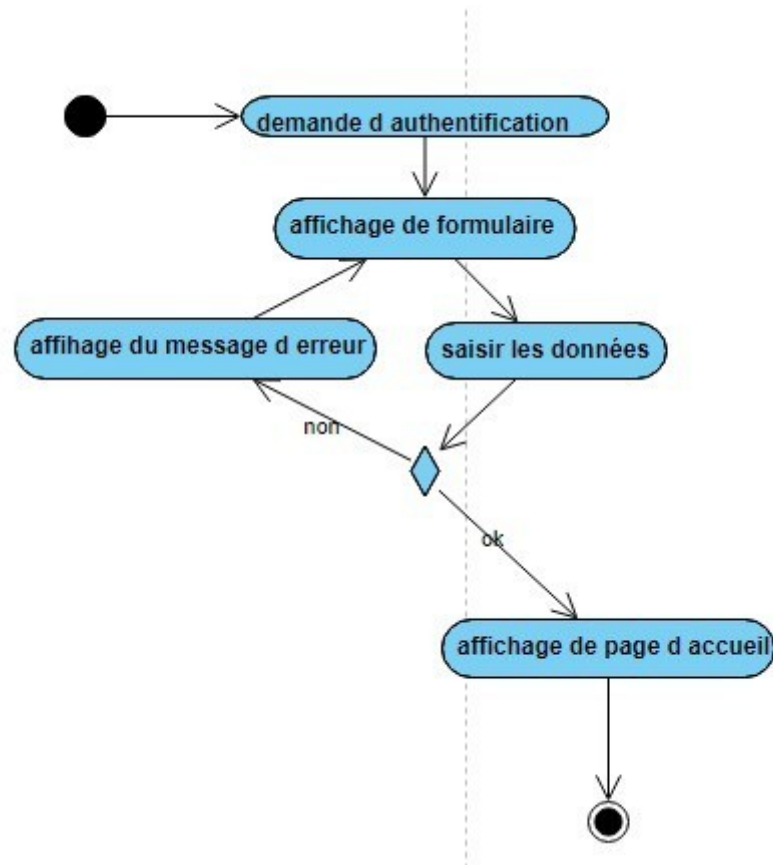 demande d authentification
affichage de formulaire
affihage du message d erreur
saisir les données
non
ok
affichage de page d accueil